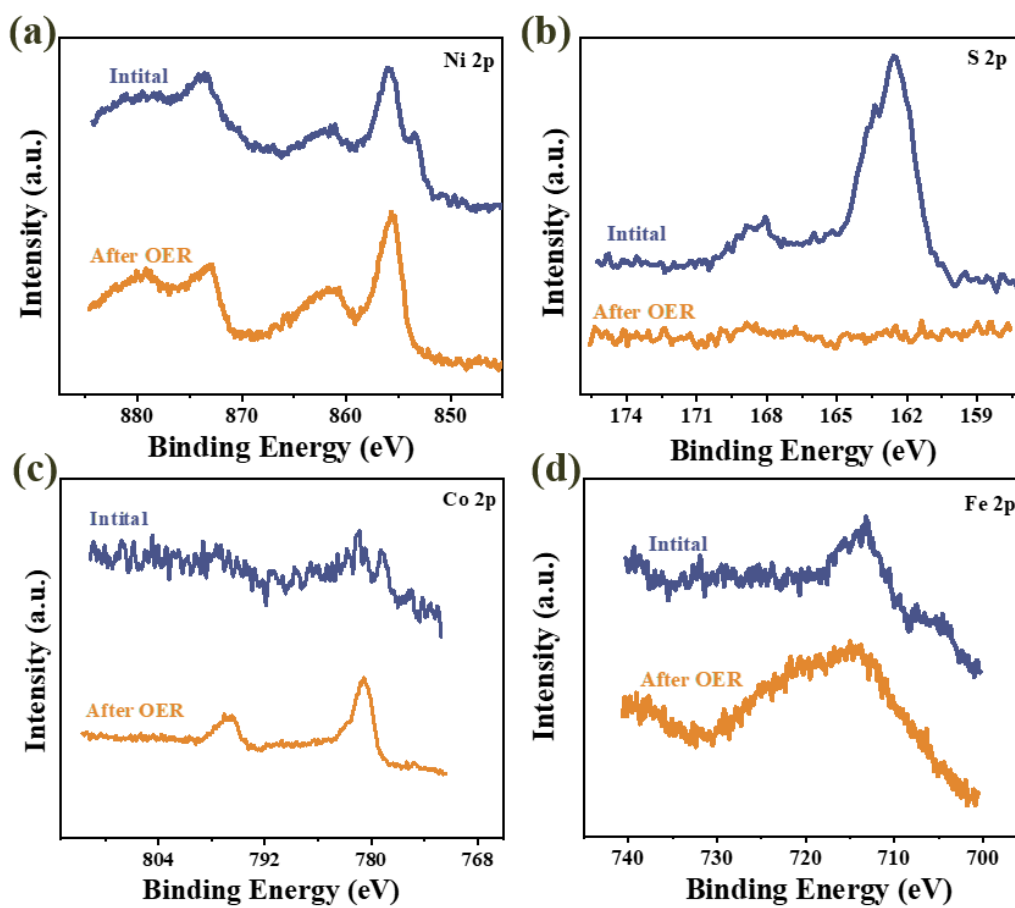 (a)
Ni 2p
Intital
After OER
Intensity (a.u.)
880 870 860 850
Binding Energy (eV)
(b)
S 2p
Intital
After OER
Intensity (a.u.)
174 171 168 165 162 159
Binding Energy (eV)
(c)
Co 2p
Intital
After OER
Intensity (a.u.)
804 792 780 768
Binding Energy (eV)
(d)
Fe 2p
Intital
After OER
Intensity (a.u.)
740 730 720 710 700
Binding Energy (eV)